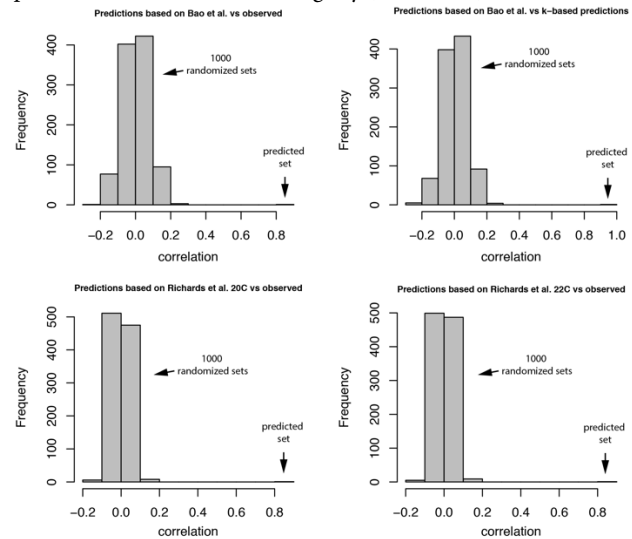 Predictions based on Bao et al. vs observed
Frequency
400
300
200
100
0
1000
randomized sets
predicted
set
−0.2 0.0 0.2 0.4 0.6 0.8
correlation
Predictions based on Bao et al. vs k−based predictions
Frequency
400
300
200
100
0
1000
randomized sets
predicted
set
−0.2 0.0 0.2 0.4 0.6 0.8 1.0
correlation
Predictions based on Richards et al. 20C vs observed
Frequency
500
400
300
200
100
0
1000
randomized sets
predicted
set
−0.2 0.0 0.2 0.4 0.6 0.8
correlation
Predictions based on Richards et al. 22C vs observed
Frequency
500
400
300
200
100
0
1000
randomized sets
predicted
set
−0.2 0.0 0.2 0.4 0.6 0.8
correlation